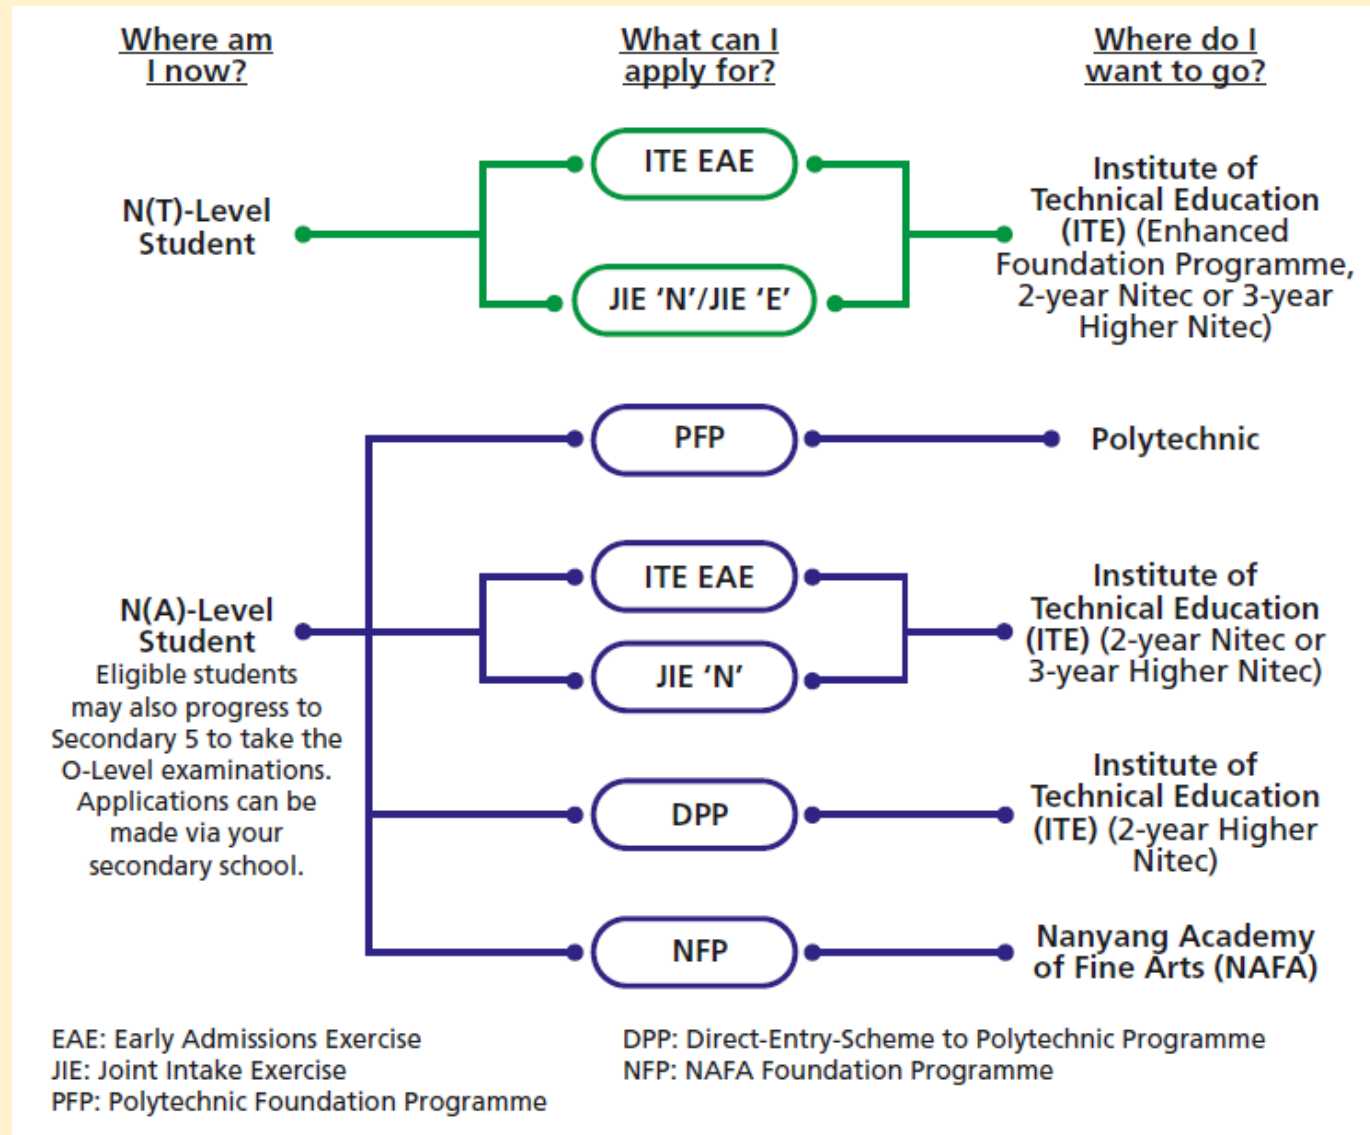 Where am
I now?
What can I
apply for?
Where do I
want to go?
N(T)-Level
Student
ITE EAE
JIE ‘N’/JIE ‘E’
Institute of
Technical Education
(ITE) (Enhanced
Foundation Programme,
2-year Nitec or 3-year
Higher Nitec)
N(A)-Level
Student
Eligible students
may also progress to
Secondary 5 to take the
O-Level examinations.
Applications can be
made via your
secondary school.
PFP
Polytechnic
ITE EAE
JIE ‘N’
Institute of
Technical Education
(ITE) (2-year Nitec or
3-year Higher Nitec)
DPP
Institute of
Technical Education
(ITE) (2-year Higher
Nitec)
NFP
Nanyang Academy
of Fine Arts (NAFA)
EAE: Early Admissions Exercise
JIE: Joint Intake Exercise
PFP: Polytechnic Foundation Programme
DPP: Direct-Entry-Scheme to Polytechnic Programme
NFP: NAFA Foundation Programme